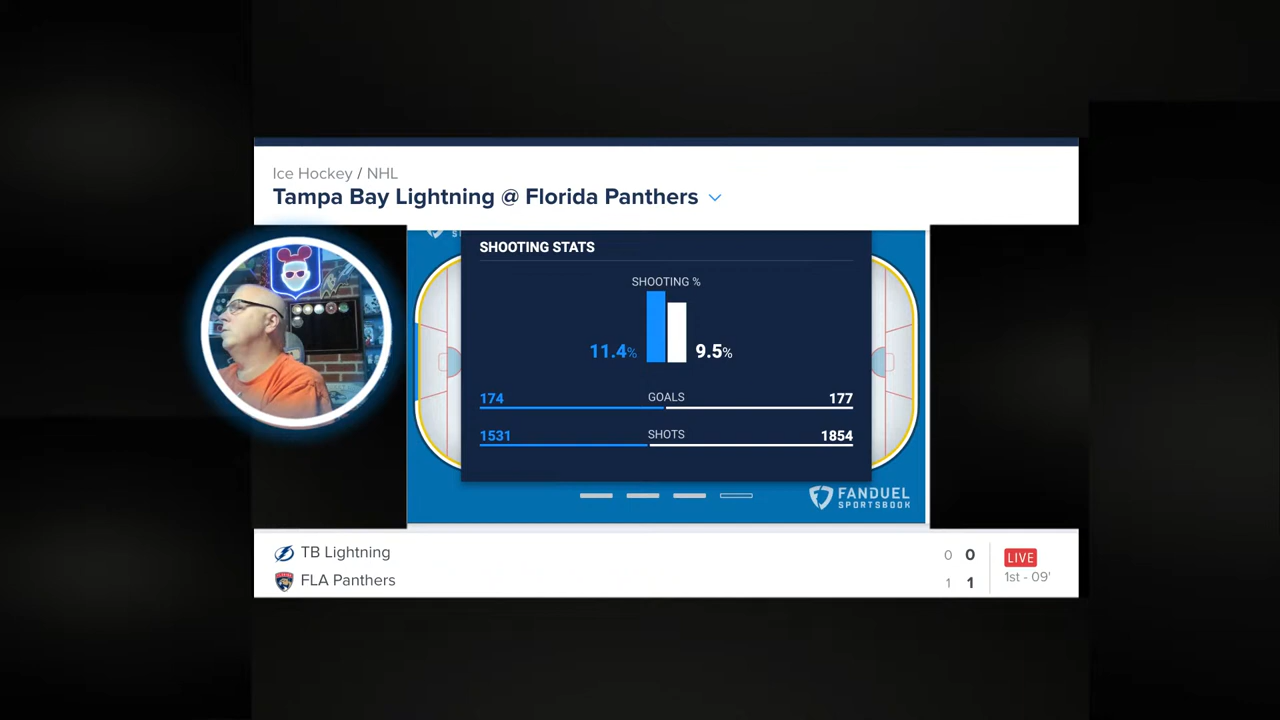 Ice Hockey / NHL
Tampa Bay Lightning @ Florida Panthers
SHOOTING STATS
SHOOTING %
11.4% 9.5%
174 GOALS 177
1531 SHOTS 1854
FANDUEL
SPORTSBOOK
TB Lightning 0 0 LIVE
FLA Panthers 1 1 1st - 09'